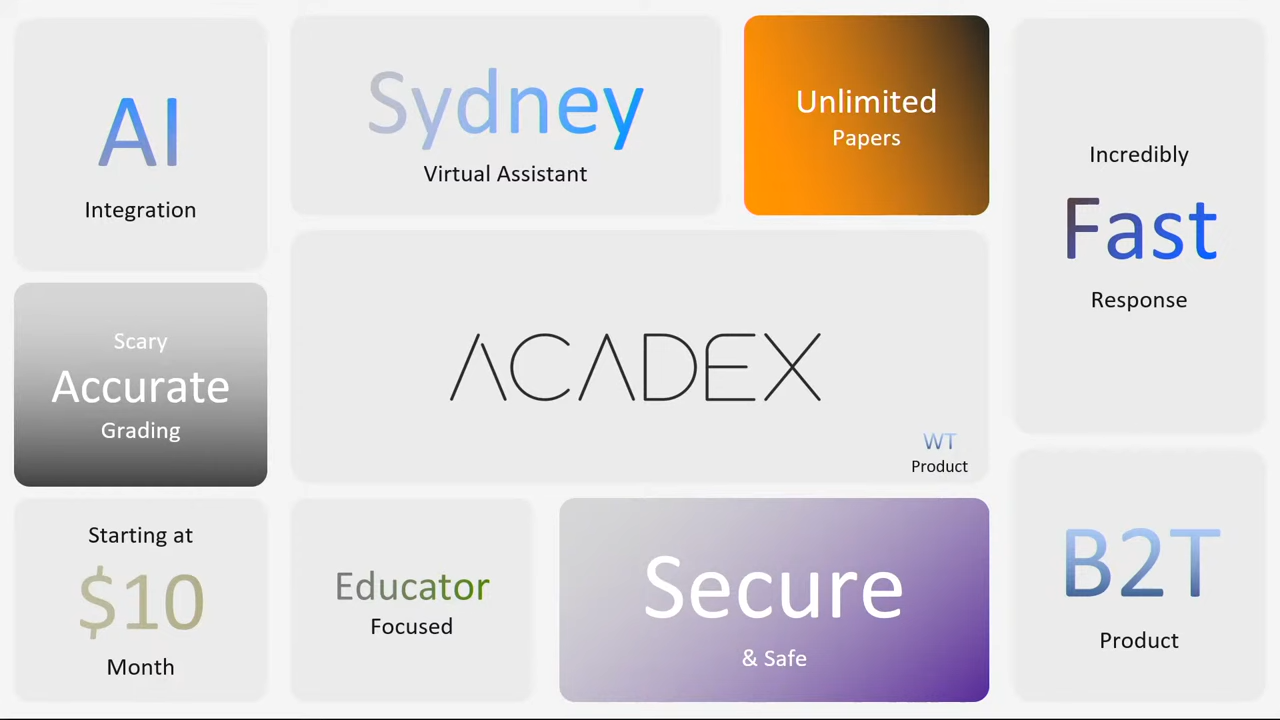 AI
Integration
Sydney
Virtual Assistant
Unlimited
Papers
Incredibly
Fast
Response
Scary
Accurate
Grading
ACADEX
WT
Product
Starting at
$10
Month
Educator
Focused
Secure
& Safe
B2T
Product